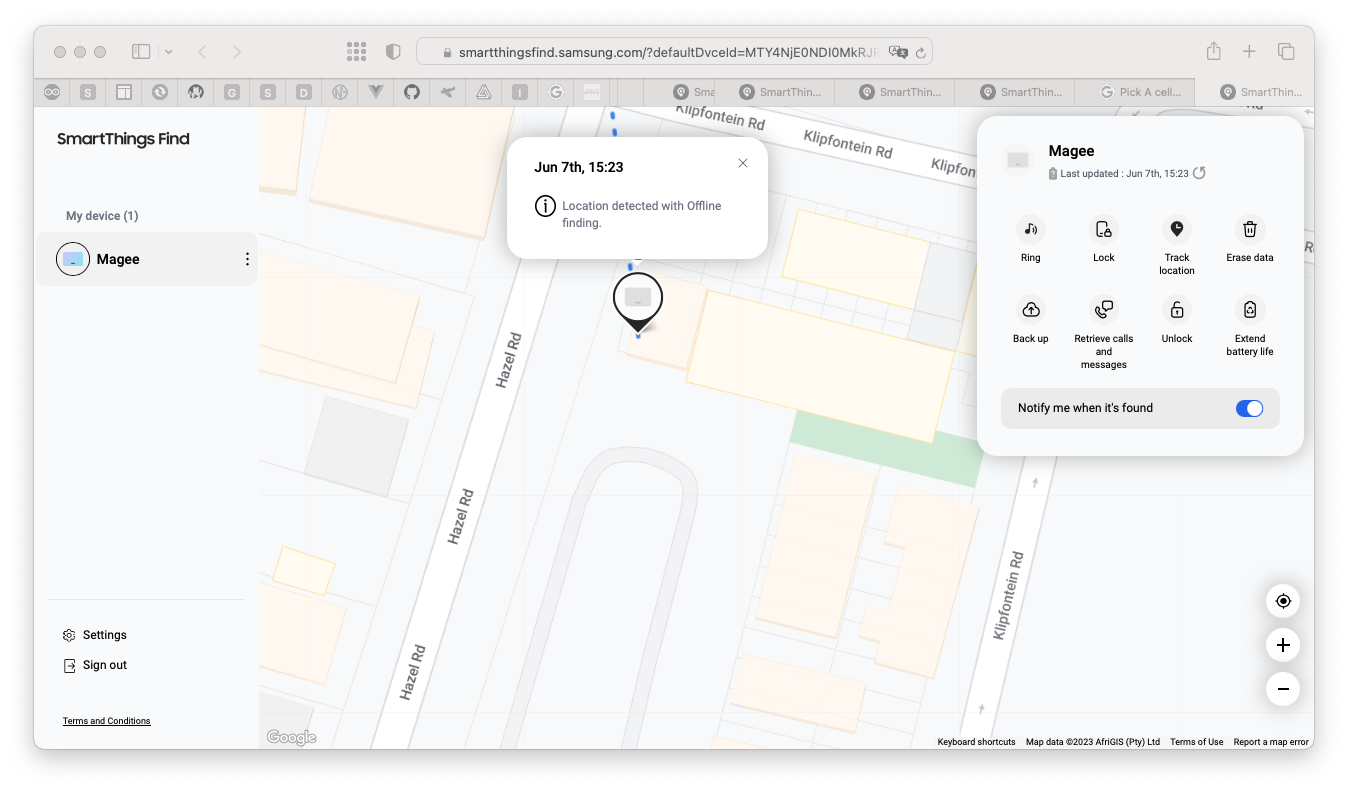 smartthingsfind.samsung.com/?defaultDvceId=MTY4NjE0NDI0MkRJR
S
G
S
D
I
G
Sma
SmartThin...
SmartThin...
SmartThin...
G Pick A cell...
SmartThin...
SmartThings Find
My device (1)
Magee
Settings
Sign out
Terms and Conditions
Klipfontein Rd
Klipfontein Rd
Klipfontein
Rd
Jun 7th, 15:23
Location detected with Offline
finding.
Hazel Rd
Hazel Rd
Hazel Rd
Klipfontein Rd
Magee
Last updated : Jun 7th, 15:23
Ring
Lock
Track
location
Erase data
Back up
Retrieve calls
and
messages
Unlock
Extend
battery life
Notify me when it's found
Google
Keyboard shortcuts
Map data ©2023 AfriGIS (Pty) Ltd
Terms of Use
Report a map error